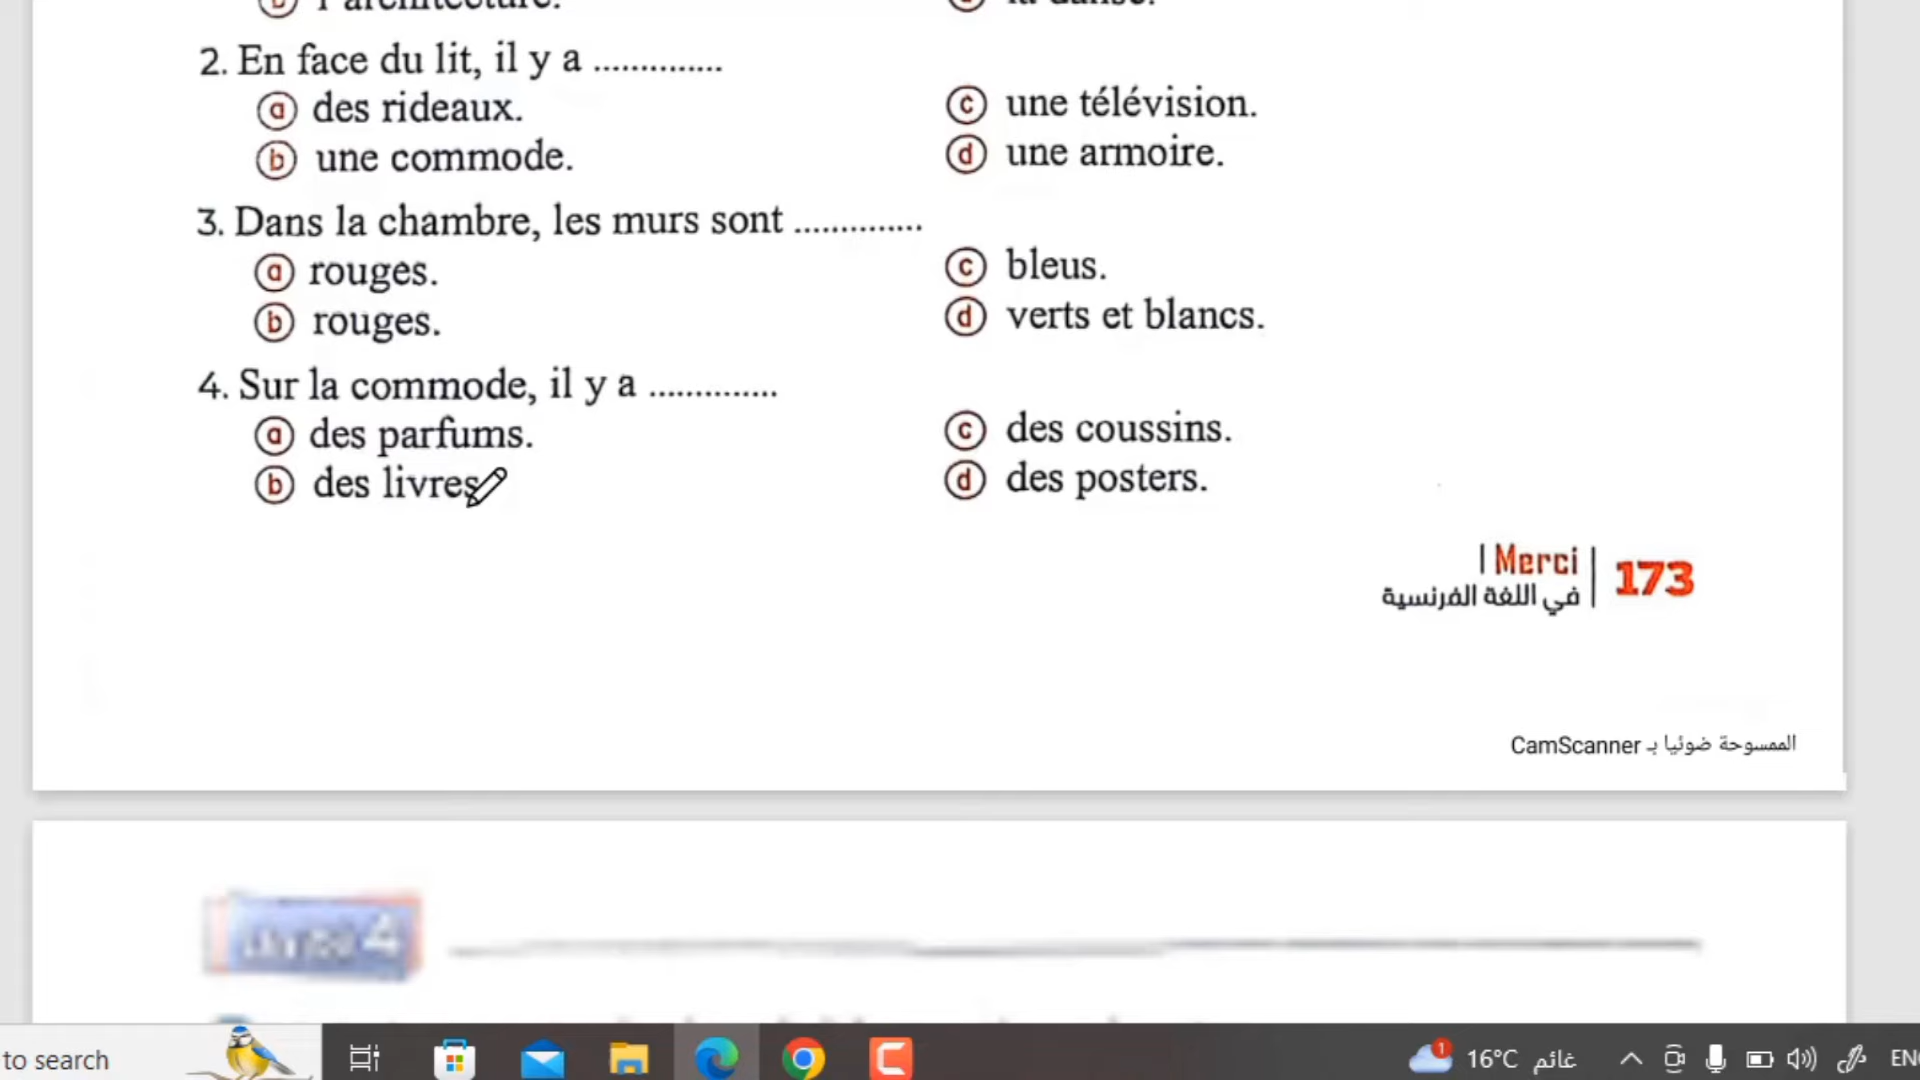 2. En face du lit, il y a ..............
ⓐ des rideaux.
ⓒ une télévision.
ⓑ une commode.
ⓓ une armoire.
3. Dans la chambre, les murs sont ..............
ⓐ rouges.
ⓒ bleus.
ⓑ rouges.
ⓓ verts et blancs.
4. Sur la commode, il y a ..............
ⓐ des parfums.
ⓒ des coussins.
ⓑ des livres
ⓓ des posters.
Merci
في اللغة الفرنسية
173
الممسوحة ضوئيا بـ CamScanner
to search
1
16°C غائم